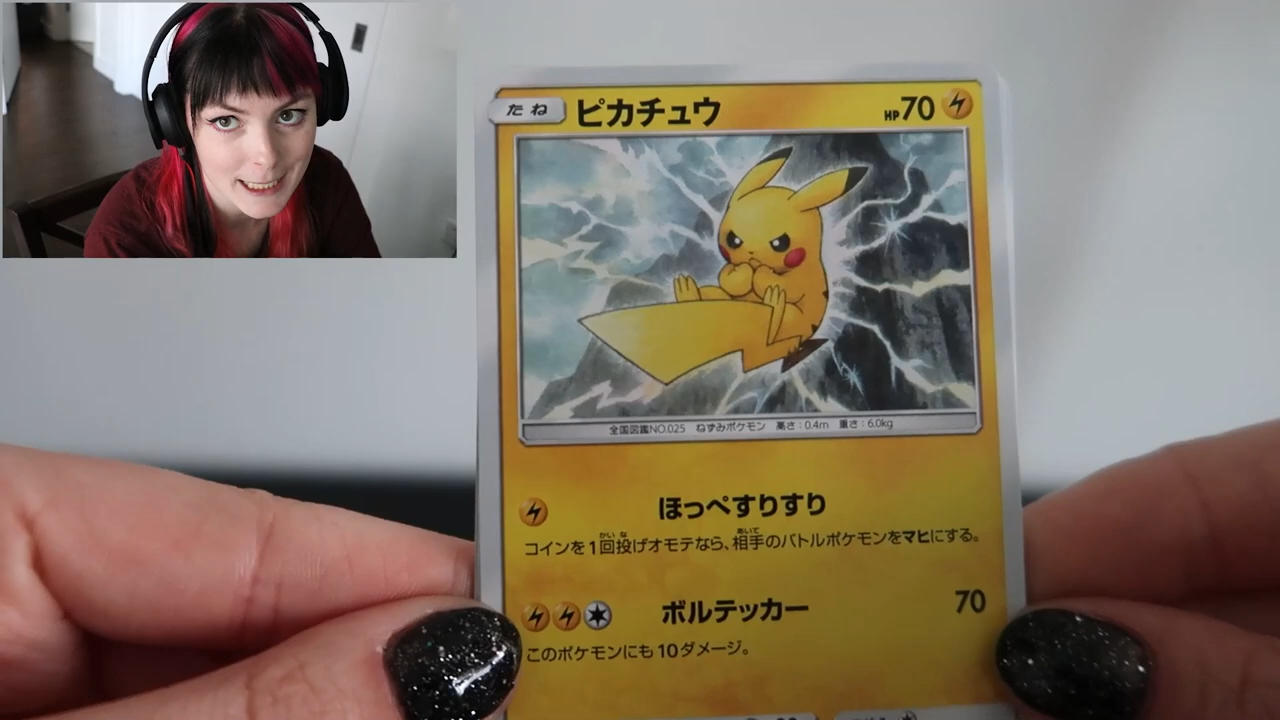 たね ピカチュウ HP70
全国図鑑NO.025 ねずみポケモン 高さ:0.4m 重さ:6.0kg
ほっぺすりすり
コインを1回投げオモテなら、相手のバトルポケモンをマヒにする。
ボルテッカー 70
このポケモンにも10ダメージ。